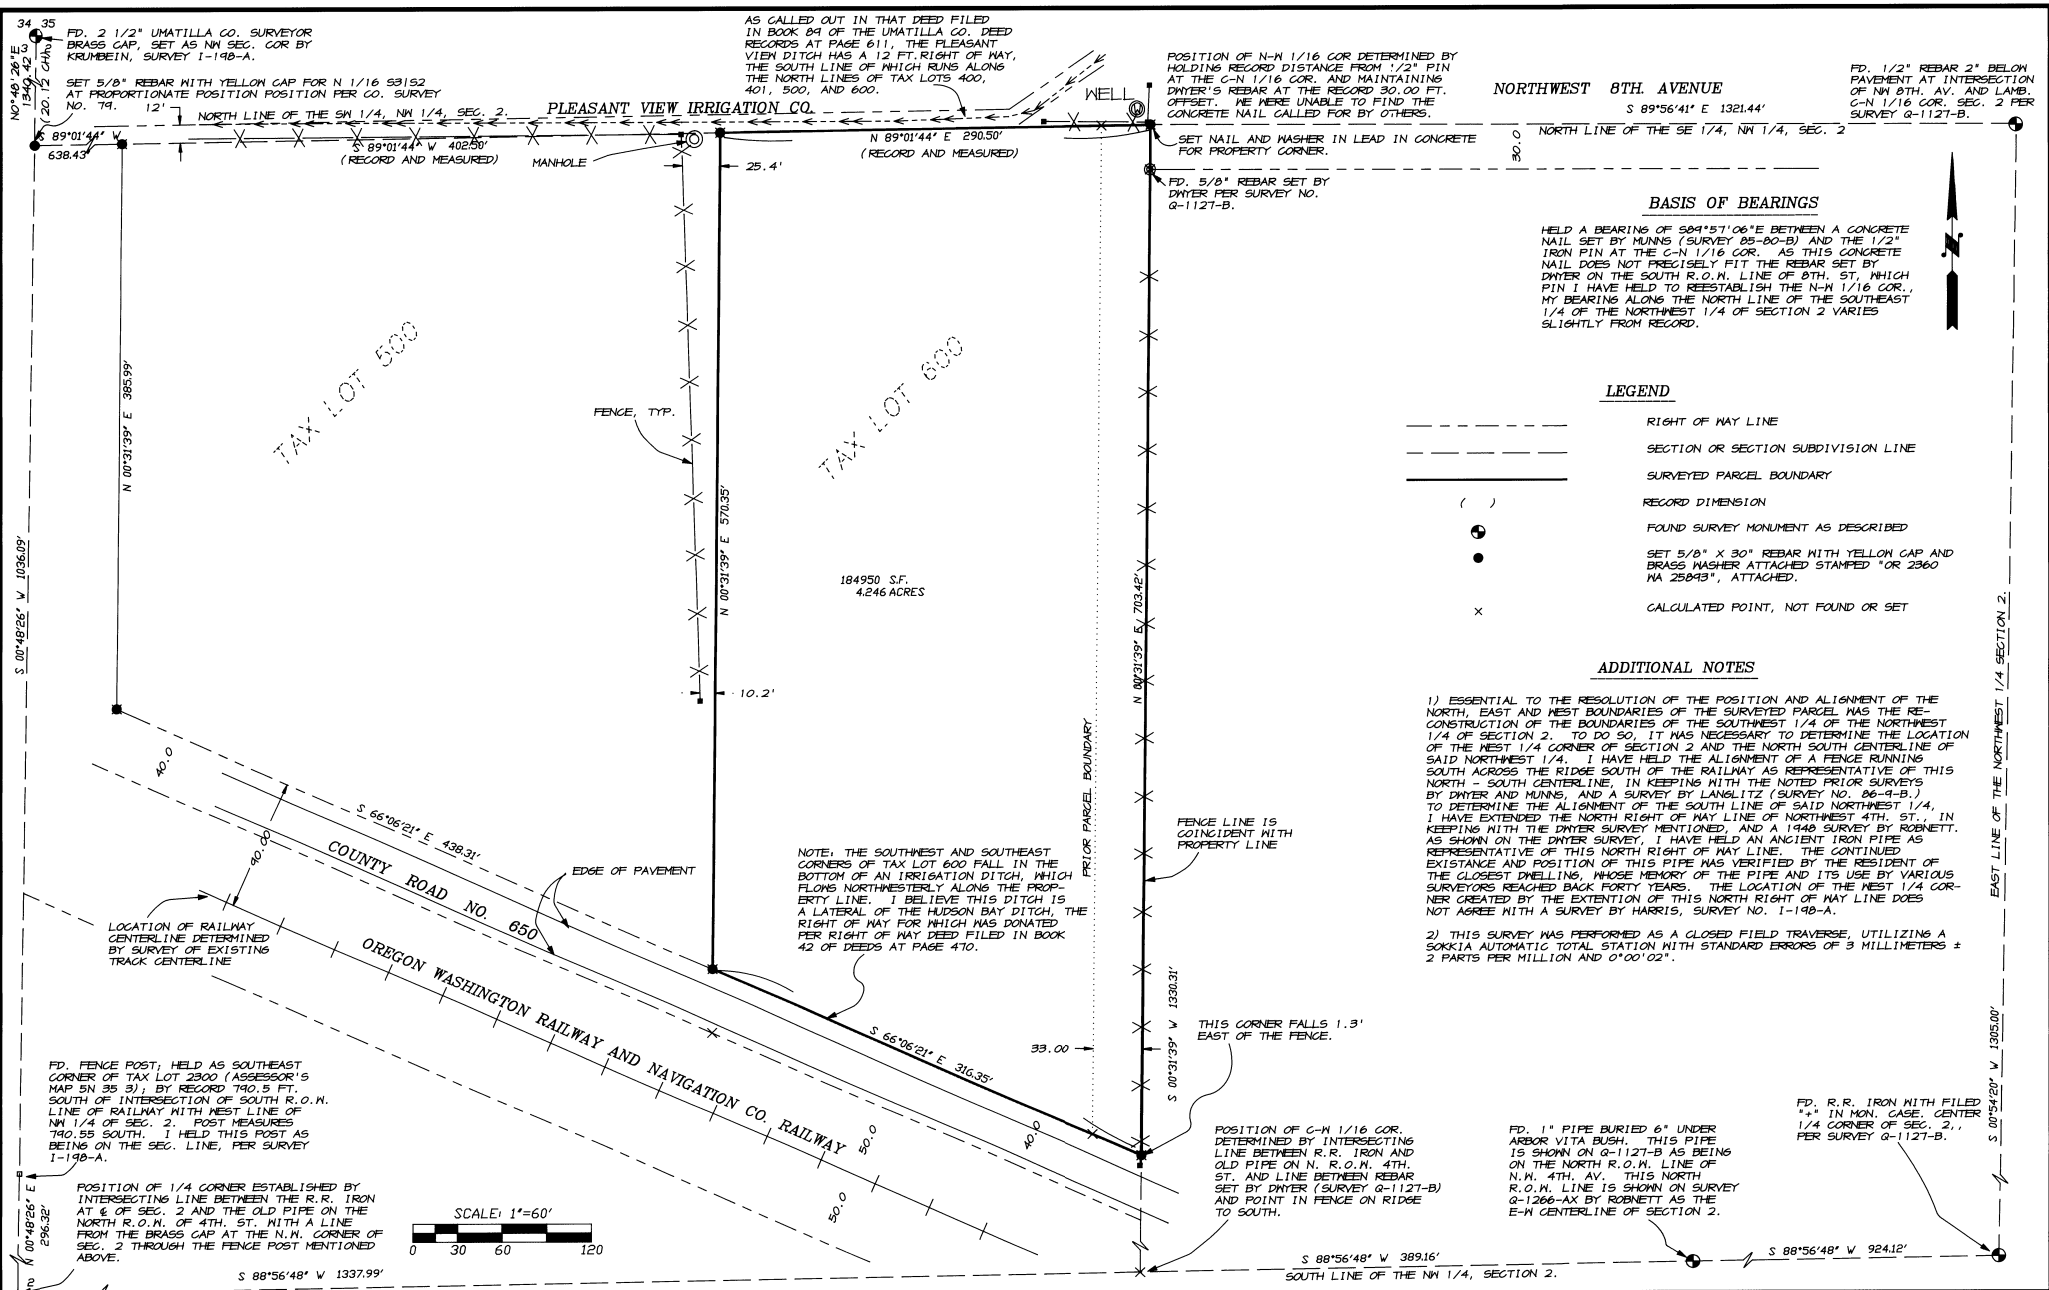 34 35
3 2
FD. 2 1/2" UMATILLA CO. SURVEYOR
BRASS CAP, SET AS NW SEC. COR BY
KRUMBEIN, SURVEY I-198-A.
N0°48'26"E
1340.42
(20.12 CHA)
SET 5/8" REBAR WITH YELLOW CAP FOR N 1/16 S3|S2
AT PROPORTIONATE POSITION POSITION PER CO. SURVEY
NO. 79.
12'
NORTH LINE OF THE SW 1/4, NW 1/4, SEC. 2.
S 89°01'44" W
638.43'
S 89°01'44" W 402.50'
(RECORD AND MEASURED)
MANHOLE
PLEASANT VIEW IRRIGATION CO.
AS CALLED OUT IN THAT DEED FILED
IN BOOK 89 OF THE UMATILLA CO. DEED
RECORDS AT PAGE 611, THE PLEASANT
VIEW DITCH HAS A 12 FT.RIGHT OF WAY,
THE SOUTH LINE OF WHICH RUNS ALONG
THE NORTH LINES OF TAX LOTS 400,
401, 500, AND 600.
N 89°01'44" E 290.50'
(RECORD AND MEASURED)
25.4'
WELL
POSITION OF N-W 1/16 COR DETERMINED BY
HOLDING RECORD DISTANCE FROM 1/2" PIN
AT THE C-N 1/16 COR. AND MAINTAINING
DWYER'S REBAR AT THE RECORD 30.00 FT.
OFFSET. WE WERE UNABLE TO FIND THE
CONCRETE NAIL CALLED FOR BY OTHERS.
SET NAIL AND WASHER IN LEAD IN CONCRETE
FOR PROPERTY CORNER.
FD. 5/8" REBAR SET BY
DWYER PER SURVEY NO.
Q-1127-B.
NORTHWEST 8TH. AVENUE
S 89°56'41" E 1321.44'
NORTH LINE OF THE SE 1/4, NW 1/4, SEC. 2
30.0
FD. 1/2" REBAR 2" BELOW
PAVEMENT AT INTERSECTION
OF NW 8TH. AV. AND LAMB.
C-N 1/16 COR. SEC. 2 PER
SURVEY Q-1127-B.
BASIS OF BEARINGS
HELD A BEARING OF S89°57'06"E BETWEEN A CONCRETE
NAIL SET BY MUNNS (SURVEY 85-80-B) AND THE 1/2"
IRON PIN AT THE C-N 1/16 COR. AS THIS CONCRETE
NAIL DOES NOT PRECISELY FIT THE REBAR SET BY
DWYER ON THE SOUTH R.O.W. LINE OF 8TH. ST, WHICH
PIN I HAVE HELD TO REESTABLISH THE N-W 1/16 COR.,
MY BEARING ALONG THE NORTH LINE OF THE SOUTHEAST
1/4 OF THE NORTHWEST 1/4 OF SECTION 2 VARIES
SLIGHTLY FROM RECORD.
N
LEGEND
RIGHT OF WAY LINE
SECTION OR SECTION SUBDIVISION LINE
SURVEYED PARCEL BOUNDARY
( ) RECORD DIMENSION
FOUND SURVEY MONUMENT AS DESCRIBED
SET 5/8" X 30" REBAR WITH YELLOW CAP AND
BRASS WASHER ATTACHED STAMPED "OR 2360
WA 25893", ATTACHED.
x CALCULATED POINT, NOT FOUND OR SET
ADDITIONAL NOTES
1) ESSENTIAL TO THE RESOLUTION OF THE POSITION AND ALIGNMENT OF THE
NORTH, EAST AND WEST BOUNDARIES OF THE SURVEYED PARCEL WAS THE RE-
CONSTRUCTION OF THE BOUNDARIES OF THE SOUTHWEST 1/4 OF THE NORTHWEST
1/4 OF SECTION 2. TO DO SO, IT WAS NECESSARY TO DETERMINE THE LOCATION
OF THE WEST 1/4 CORNER OF SECTION 2 AND THE NORTH SOUTH CENTERLINE OF
SAID NORTHWEST 1/4. I HAVE HELD THE ALIGNMENT OF A FENCE RUNNING
SOUTH ACROSS THE RIDGE SOUTH OF THE RAILWAY AS REPRESENTATIVE OF THIS
NORTH - SOUTH CENTERLINE, IN KEEPING WITH THE NOTED PRIOR SURVEYS
BY DWYER AND MUNNS, AND A SURVEY BY LANGLITZ (SURVEY NO. 86-9-B.)
TO DETERMINE THE ALIGNMENT OF THE SOUTH LINE OF SAID NORTHWEST 1/4,
I HAVE EXTENDED THE NORTH RIGHT OF WAY LINE OF NORTHWEST 4TH. ST., IN
KEEPING WITH THE DWYER SURVEY MENTIONED, AND A 1948 SURVEY BY ROBNETT.
AS SHOWN ON THE DWYER SURVEY, I HAVE HELD AN ANCIENT IRON PIPE AS
REPRESENTATIVE OF THIS NORTH RIGHT OF WAY LINE. THE CONTINUED
EXISTANCE AND POSITION OF THIS PIPE WAS VERIFIED BY THE RESIDENT OF
THE CLOSEST DWELLING, WHOSE MEMORY OF THE PIPE AND ITS USE BY VARIOUS
SURVEYORS REACHED BACK FORTY YEARS. THE LOCATION OF THE WEST 1/4 COR-
NER CREATED BY THE EXTENTION OF THIS NORTH RIGHT OF WAY LINE DOES
NOT AGREE WITH A SURVEY BY HARRIS, SURVEY NO. I-198-A.
2) THIS SURVEY WAS PERFORMED AS A CLOSED FIELD TRAVERSE, UTILIZING A
SOKKIA AUTOMATIC TOTAL STATION WITH STANDARD ERRORS OF 3 MILLIMETERS ±
2 PARTS PER MILLION AND 0°00'02".
TAX LOT 500
TAX LOT 600
N 00°31'39" E 385.99'
S 00°48'26" W 1036.09'
FENCE, TYP.
N 00°31'39" E 570.35'
184950 S.F.
4.246 ACRES
N 00°31'39" E 703.42'
10.2'
PRIOR PARCEL BOUNDARY
FENCE LINE IS
COINCIDENT WITH
PROPERTY LINE
EAST LINE OF THE NORTHWEST 1/4 SECTION 2.
40.0
S 66°06'21" E 438.31'
40.00
COUNTY ROAD NO. 650
EDGE OF PAVEMENT
NOTE: THE SOUTHWEST AND SOUTHEAST
CORNERS OF TAX LOT 600 FALL IN THE
BOTTOM OF AN IRRIGATION DITCH, WHICH
FLOWS NORTHWESTERLY ALONG THE PROP-
ERTY LINE. I BELIEVE THIS DITCH IS
A LATERAL OF THE HUDSON BAY DITCH, THE
RIGHT OF WAY FOR WHICH WAS DONATED
PER RIGHT OF WAY DEED FILED IN BOOK
42 OF DEEDS AT PAGE 470.
LOCATION OF RAILWAY
CENTERLINE DETERMINED
BY SURVEY OF EXISTING
TRACK CENTERLINE
OREGON WASHINGTON RAILWAY AND NAVIGATION CO. RAILWAY
S 66°06'21" E 316.35'
33.00
S 00°31'39" W 1330.31'
THIS CORNER FALLS 1.3'
EAST OF THE FENCE.
50.0
50.0
40.0
S 00°54'20" W 1305.00'
FD. FENCE POST; HELD AS SOUTHEAST
CORNER OF TAX LOT 2300 (ASSESSOR'S
MAP 5N 35 3); BY RECORD 790.5 FT.
SOUTH OF INTERSECTION OF SOUTH R.O.W.
LINE OF RAILWAY WITH WEST LINE OF
NW 1/4 OF SEC. 2. POST MEASURES
790.55 SOUTH. I HELD THIS POST AS
BEING ON THE SEC. LINE, PER SURVEY
I-198-A.
N 00°48'26" E
296.32'
POSITION OF 1/4 CORNER ESTABLISHED BY
INTERSECTING LINE BETWEEN THE R.R. IRON
AT ℄ OF SEC. 2 AND THE OLD PIPE ON THE
NORTH R.O.W. OF 4TH. ST. WITH A LINE
FROM THE BRASS CAP AT THE N.W. CORNER OF
SEC. 2 THROUGH THE FENCE POST MENTIONED
ABOVE.
2
SCALE: 1"=60'
0 30 60 120
S 88°56'48" W 1337.99'
POSITION OF C-W 1/16 COR.
DETERMINED BY INTERSECTING
LINE BETWEEN R.R. IRON AND
OLD PIPE ON N. R.O.W. 4TH.
ST. AND LINE BETWEEN REBAR
SET BY DWYER (SURVEY Q-1127-B)
AND POINT IN FENCE ON RIDGE
TO SOUTH.
FD. 1" PIPE BURIED 6" UNDER
ARBOR VITA BUSH. THIS PIPE
IS SHOWN ON Q-1127-B AS BEING
ON THE NORTH R.O.W. LINE OF
N.W. 4TH. AV. THIS NORTH
R.O.W. LINE IS SHOWN ON SURVEY
Q-1266-AX BY ROBNETT AS THE
E-W CENTERLINE OF SECTION 2.
FD. R.R. IRON WITH FILED
"+" IN MON. CASE. CENTER
1/4 CORNER OF SEC. 2,,
PER SURVEY Q-1127-B.
S 88°56'48" W 389.16'
S 88°56'48" W 924.12'
SOUTH LINE OF THE NW 1/4, SECTION 2.